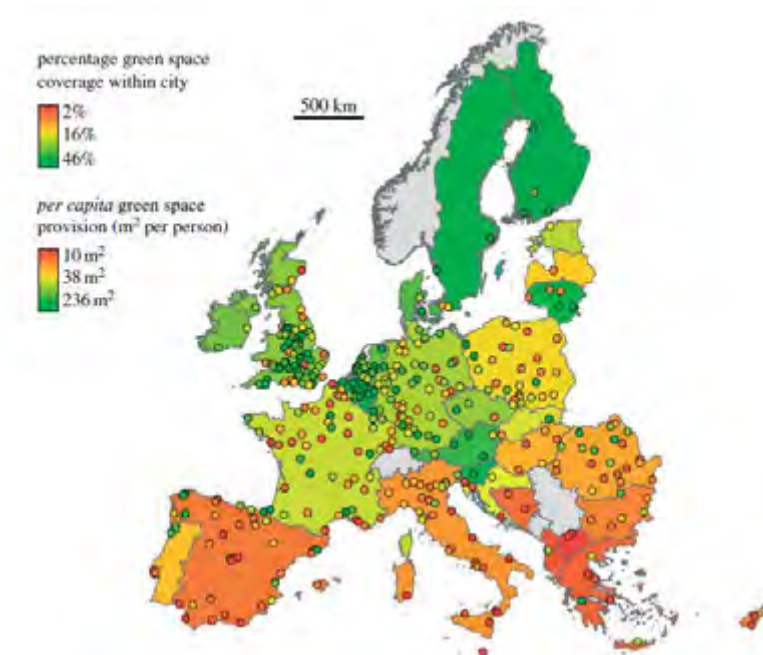 percentage green space
coverage within city
2%
16%
46%
500 km
per capita green space
provision (m² per person)
10 m²
38 m²
236 m²